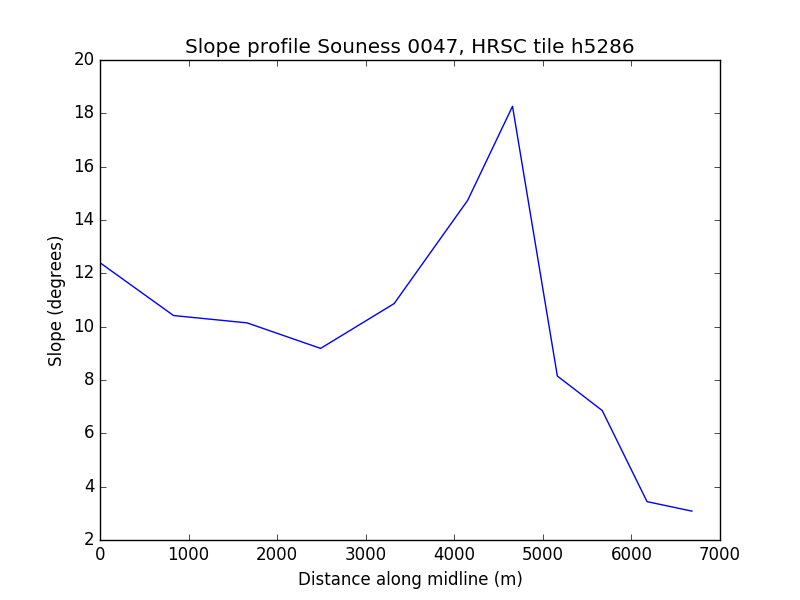 Slope profile Souness 0047, HRSC tile h5286
20
18
16
14
12
10
8
6
4
2
Slope (degrees)
0 1000 2000 3000 4000 5000 6000 7000
Distance along midline (m)